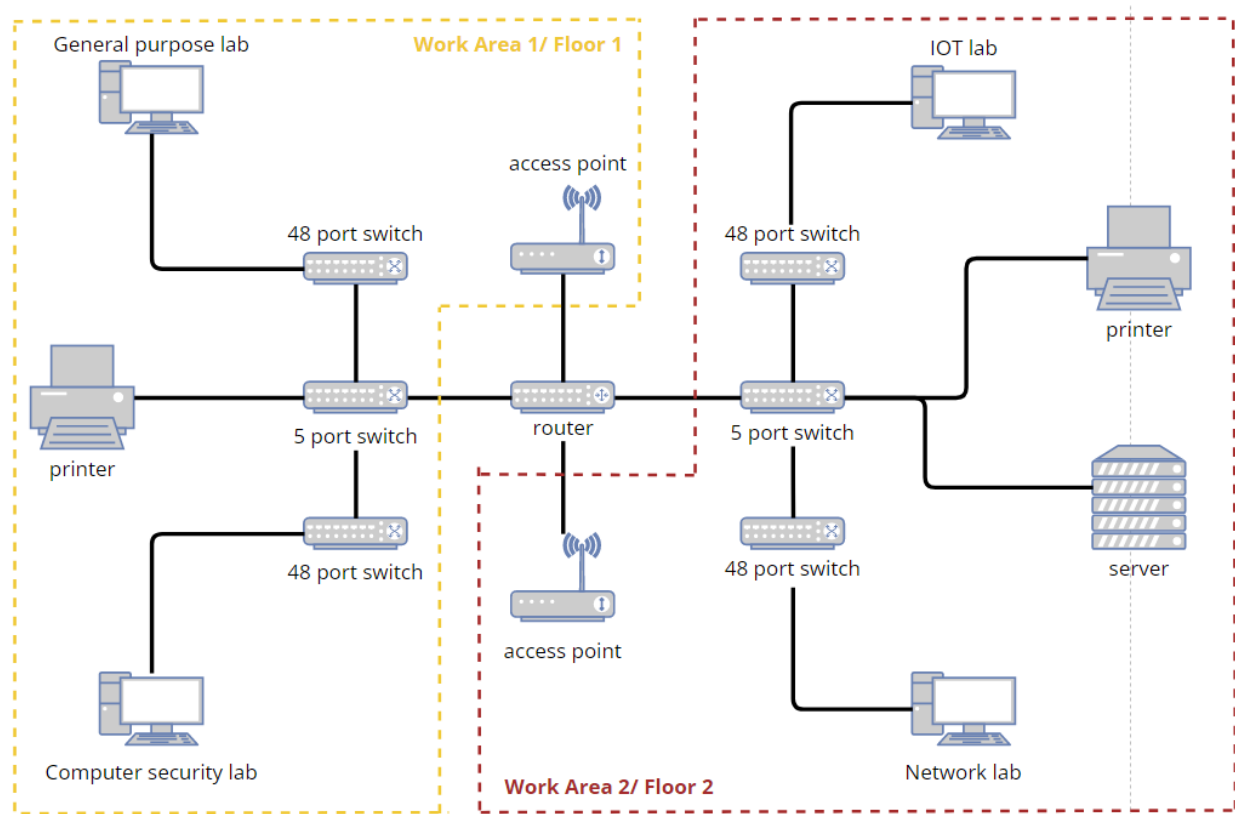 General purpose lab
Work Area 1/ Floor 1
IOT lab
access point
48 port switch
48 port switch
printer
5 port switch
router
5 port switch
printer
48 port switch
48 port switch
server
access point
Computer security lab
Network lab
Work Area 2/ Floor 2